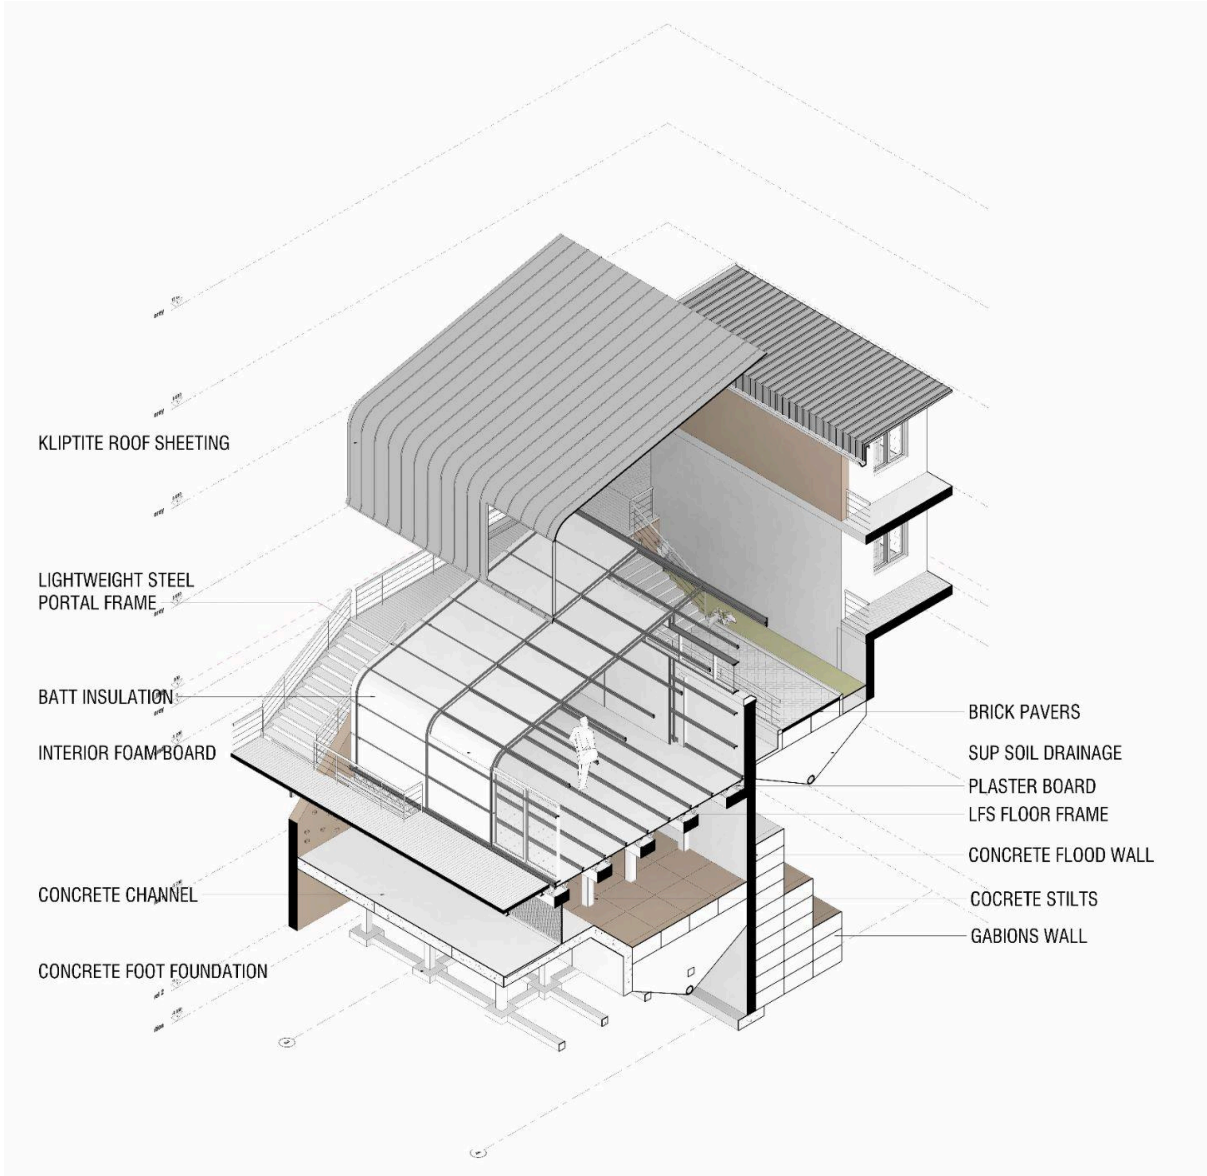 KLIPTITE ROOF SHEETING
LIGHTWEIGHT STEEL
PORTAL FRAME
BATT INSULATION
INTERIOR FOAM BOARD
CONCRETE CHANNEL
CONCRETE FOOT FOUNDATION
BRICK PAVERS
SUP SOIL DRAINAGE
PLASTER BOARD
LFS FLOOR FRAME
CONCRETE FLOOD WALL
COCRETE STILTS
GABIONS WALL